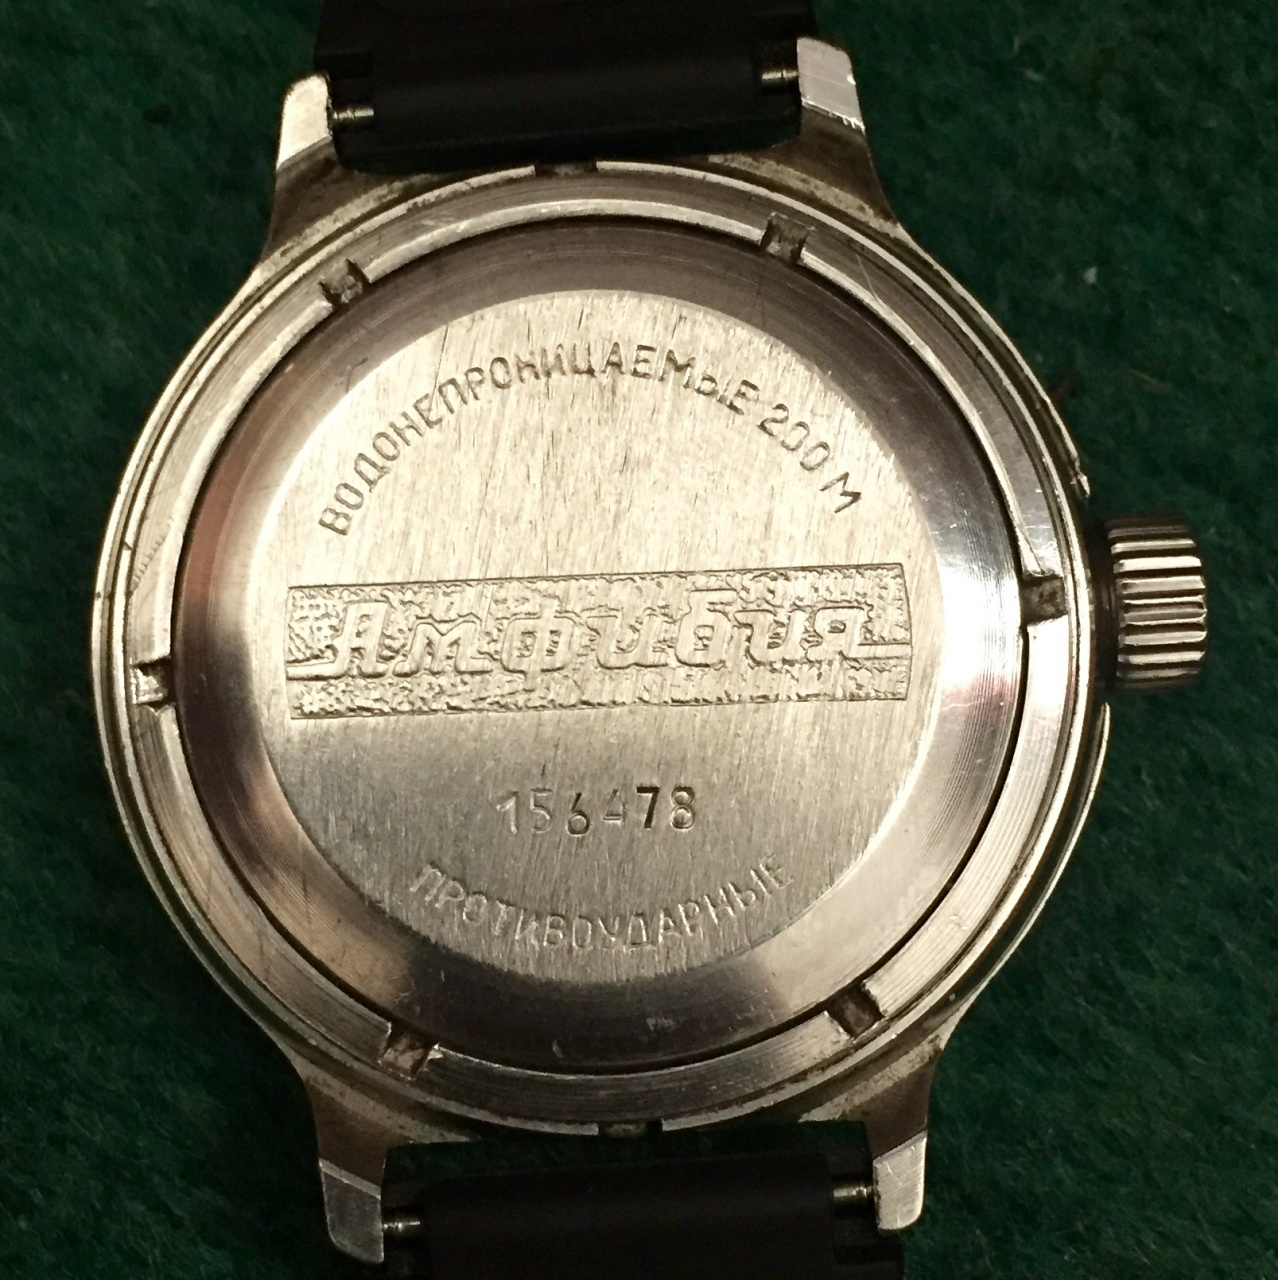 ВОДОНЕПРОНИЦАЕМЫЕ 200 М
Амфибия
156478
ПРОТИВОУДАРНЫЕ